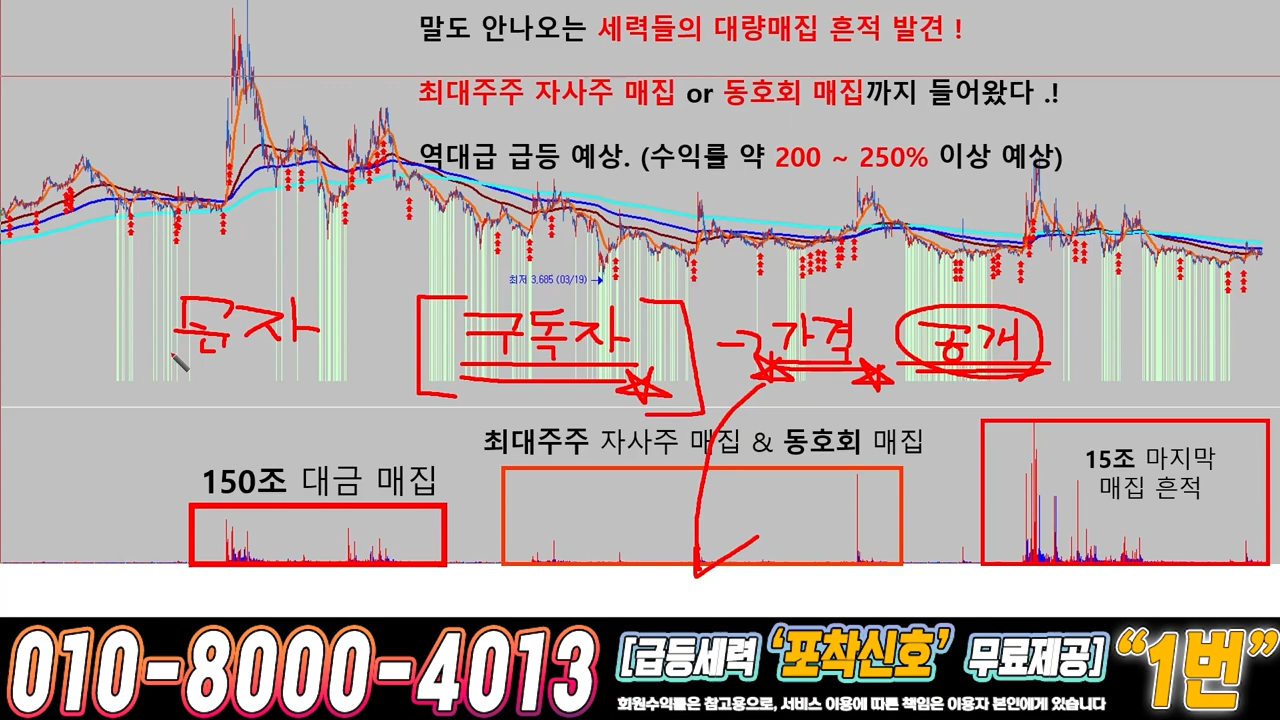 말도 안나오는 세력들의 대량매집 흔적 발견 !
최대주주 자사주 매집 or 동호회 매집까지 들어왔다 .!
역대급 급등 예상. (수익률 약 200 ~ 250% 이상 예상)
최저 3,685 (03/19)
문자 [구독자] 가격 공개
최대주주 자사주 매집 & 동호회 매집
150조 대금 매집
15조 마지막
매집 흔적
010-8000-4013 [급등세력 '포착신호' 무료제공] "1번"
회원수익률은 참고용으로, 서비스 이용에 따른 책임은 이용자 본인에게 있습니다